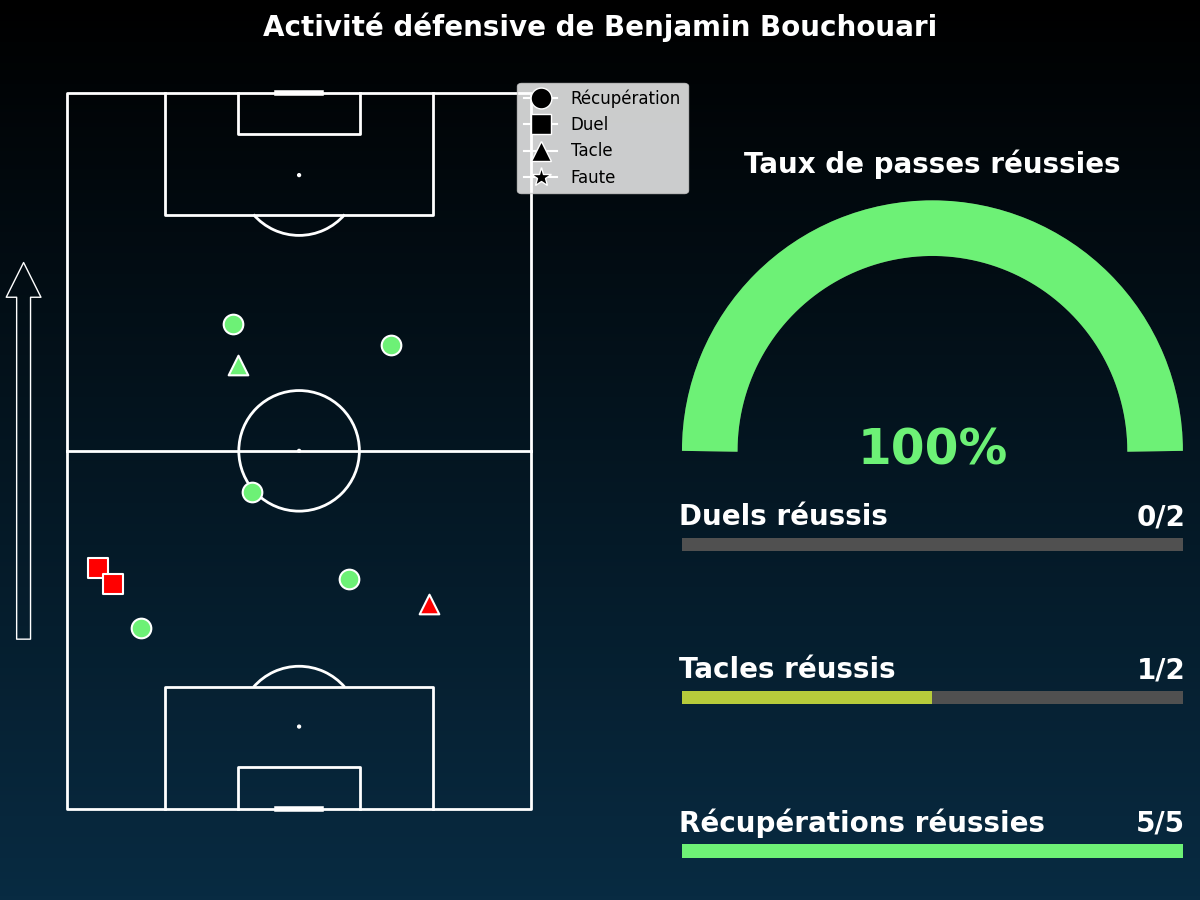 Activité défensive de Benjamin Bouchouari
Récupération
Duel
Tacle
Faute
Taux de passes réussies
100%
Duels réussis 0/2
Tacles réussis 1/2
Récupérations réussies 5/5